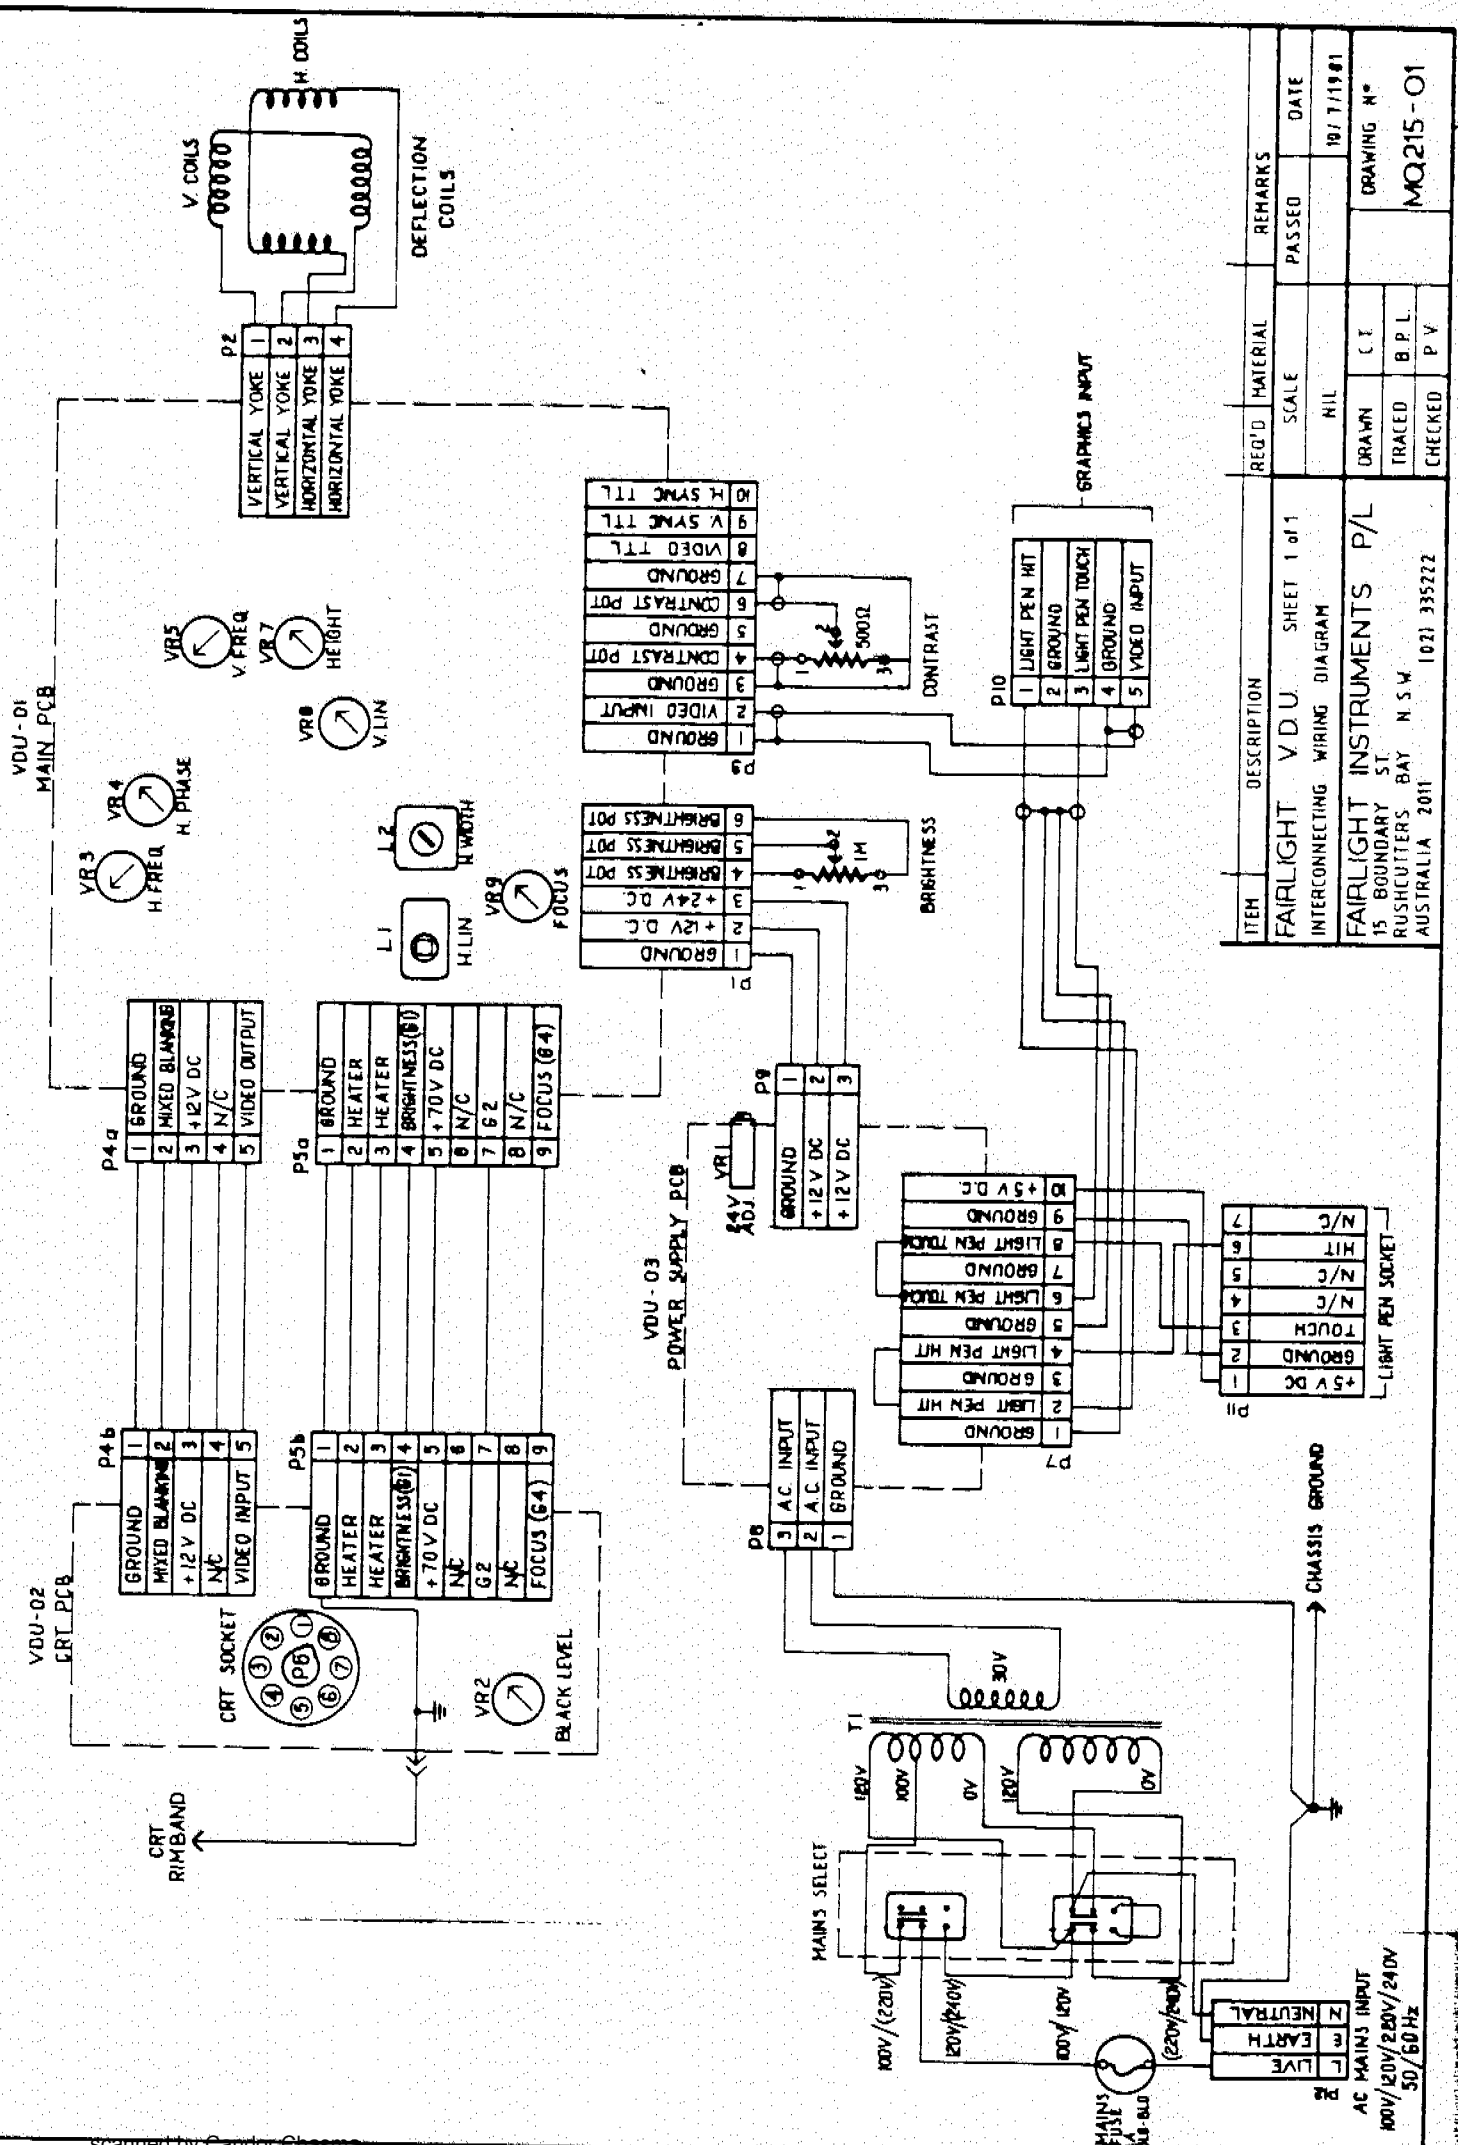 VDU-02
CRT PCB
CRT SOCKET
P6
1
2
3
4
5
6
7
8
CRT
RIMBAND
VR2
BLACK LEVEL
P4b
GROUND 1
MIXED BLANKING 2
+12V DC 3
N/C 4
VIDEO INPUT 5
P5b
GROUND 1
HEATER 2
HEATER 3
BRIGHTNESS(G1) 4
+70V DC 5
N/C 6
G2 7
N/C 8
FOCUS (G4) 9
VDU-01
MAIN PCB
P4a
1 GROUND
2 MIXED BLANKING
3 +12V DC
4 N/C
5 VIDEO OUTPUT
P5a
1 GROUND
2 HEATER
3 HEATER
4 BRIGHTNESS(G1)
5 +70V DC
6 N/C
7 G2
8 N/C
9 FOCUS (G4)
VR3
H.FREQ
VR4
H. PHASE
VR5
V.FREQ
VR7
HEIGHT
VR8
V.LIN
L1
H.LIN
L2
H.WIDTH
VR9
FOCUS
P2
VERTICAL YOKE 1
VERTICAL YOKE 2
HORIZONTAL YOKE 3
HORIZONTAL YOKE 4
V. COILS
H. COILS
DEFLECTION
COILS
P1
1 GROUND
2 +12V D.C.
3 +24V D.C.
4 BRIGHTNESS POT
5 BRIGHTNESS POT
6 BRIGHTNESS POT
1
2
3
1M
BRIGHTNESS
P9
1 GROUND
2 VIDEO INPUT
3 GROUND
4 CONTRAST POT
5 GROUND
6 CONTRAST POT
7 GROUND
8 VIDEO TTL
9 V. SYNC TTL
10 H. SYNC TTL
1
2
3
500Ω
CONTRAST
P10
1 LIGHT PEN HIT
2 GROUND
3 LIGHT PEN TOUCH
4 GROUND
5 VIDEO INPUT
GRAPHICS INPUT
VDU-03
POWER SUPPLY PCB
24V
ADJ.
VR1
GROUND 1
+12V DC 2
+12V DC 3
P8
3 A.C. INPUT
2 A.C. INPUT
1 GROUND
P7
1 GROUND
2 LIGHT PEN HIT
3 GROUND
4 LIGHT PEN HIT
5 GROUND
6 LIGHT PEN TOUCH
7 GROUND
8 LIGHT PEN TOUCH
9 GROUND
10 +5V D.C.
P11
1 +5V DC
2 GROUND
3 TOUCH
4 N/C
5 N/C
6 HIT
7 N/C
LIGHT PEN SOCKET
CHASSIS GROUND
T1
30V
120V
100V
0V
120V
0V
MAINS SELECT
100V/(220V)
120V/(240V)
100V/120V
(220V/240V)
MAINS
FUSE
L LIVE
E EARTH
N NEUTRAL
AC MAINS INPUT
100V/120V/220V/240V
50/60Hz
ITEM DESCRIPTION REQ'D MATERIAL REMARKS
FAIRLIGHT V.D.U. SHEET 1 of 1
INTERCONNECTING WIRING DIAGRAM
SCALE
NIL
PASSED
DATE
10/7/1981
FAIRLIGHT INSTRUMENTS P/L
15 BOUNDARY ST.
RUSHCUTTERS BAY N.S.W.
AUSTRALIA 2011 (02) 335222
DRAWN
TRACED B.P.L.
CHECKED P.V.
DRAWING Nº
MQ215-01